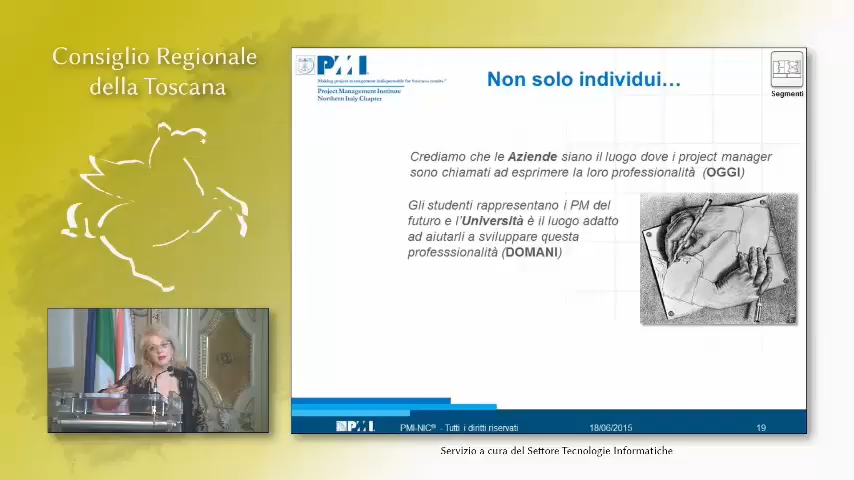 Consiglio Regionale
della Toscana
PMI
Making project management indispensable for business results.®
Project Management Institute
Northern Italy Chapter
Non solo individui...
Segmenti
Crediamo che le Aziende siano il luogo dove i project manager
sono chiamati ad esprimere la loro professionalità (OGGI)
Gli studenti rappresentano i PM del
futuro e l'Università è il luogo adatto
ad aiutarli a sviluppare questa
professsionalità (DOMANI)
PMI
PMI-NIC® - Tutti i diritti riservati
18/06/2015
19
Servizio a cura del Settore Tecnologie Informatiche